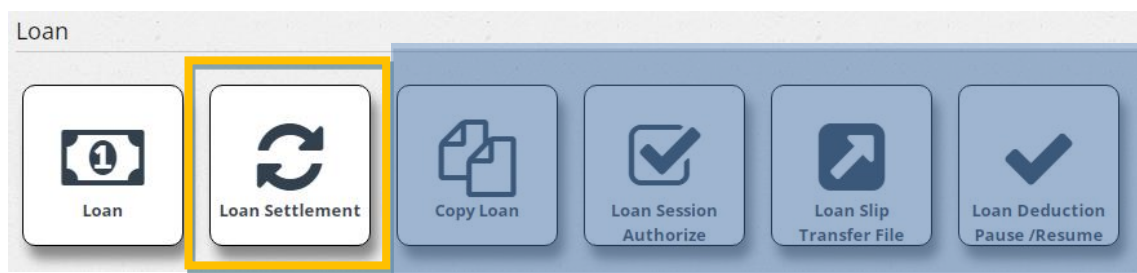 Loan
1
Loan
Loan Settlement
Copy Loan
Loan Session
Authorize
Loan Slip
Transfer File
Loan Deduction
Pause /Resume